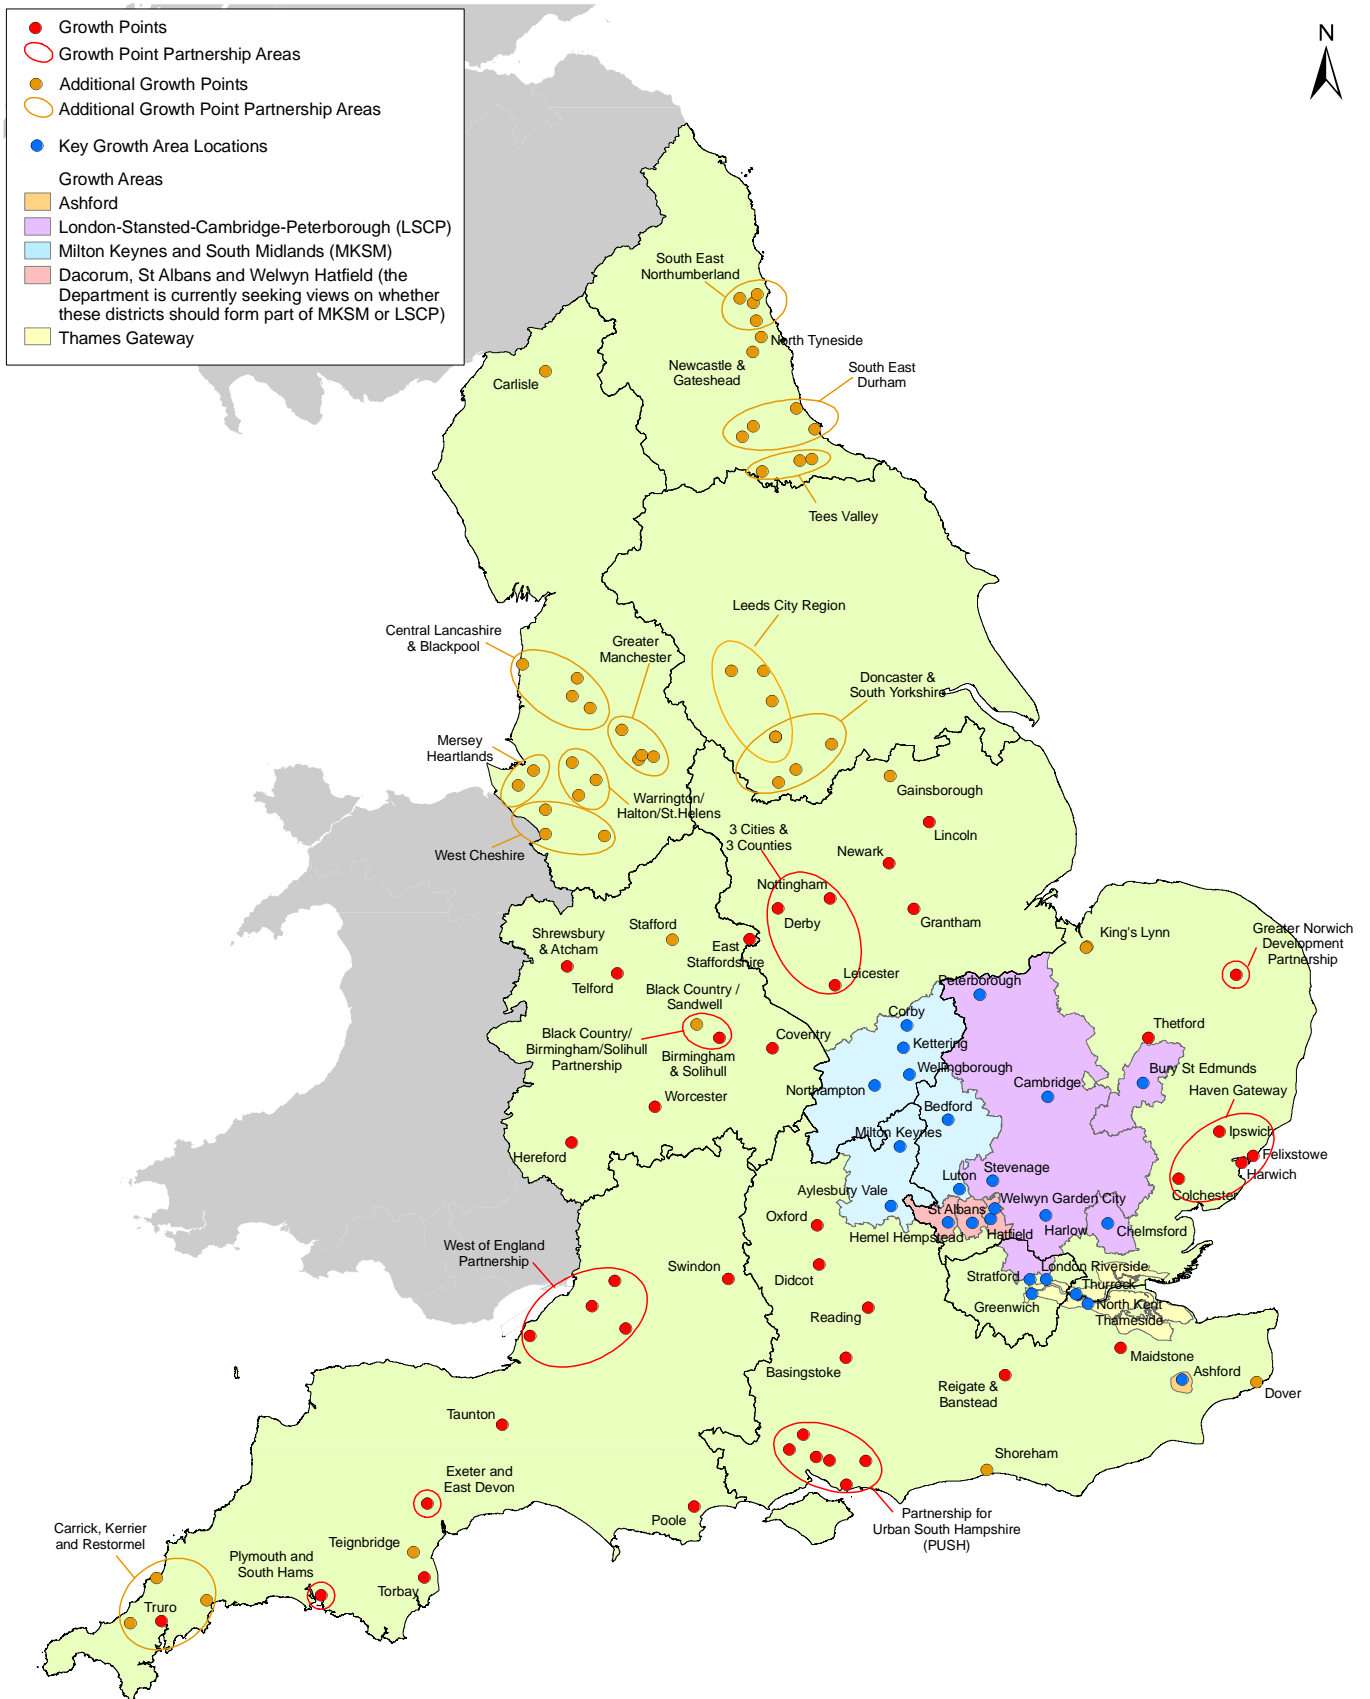 Growth Points
Growth Point Partnership Areas
Additional Growth Points
Additional Growth Point Partnership Areas
Key Growth Area Locations
Growth Areas
Ashford
London-Stansted-Cambridge-Peterborough (LSCP)
Milton Keynes and South Midlands (MKSM)
Dacorum, St Albans and Welwyn Hatfield (the
Department is currently seeking views on whether
these districts should form part of MKSM or LSCP)
Thames Gateway
N
South East
Northumberland
North Tyneside
Newcastle &
Gateshead
South East
Durham
Carlisle
Tees Valley
Leeds City Region
Central Lancashire
& Blackpool
Greater
Manchester
Doncaster &
South Yorkshire
Mersey
Heartlands
Warrington/
Halton/St.Helens
West Cheshire
Gainsborough
Lincoln
3 Cities &
3 Counties
Newark
Nottingham
Derby
Grantham
Leicester
Stafford
East
Staffordshire
Shrewsbury
& Atcham
Telford
Black Country /
Sandwell
Black Country/
Birmingham/Solihull
Partnership
Birmingham
& Solihull
Coventry
Worcester
Hereford
King's Lynn
Greater Norwich
Development
Partnership
Peterborough
Corby
Kettering
Wellingborough
Northampton
Thetford
Bury St Edmunds
Cambridge
Haven Gateway
Bedford
Milton Keynes
Ipswich
Felixstowe
Harwich
Colchester
Stevenage
Luton
Aylesbury Vale
Welwyn Garden City
St Albans
Hemel Hempstead
Hatfield
Harlow
Chelmsford
Oxford
Didcot
London Riverside
Stratford
Thurrock
Greenwich
North Kent
Thameside
West of England
Partnership
Swindon
Reading
Basingstoke
Maidstone
Ashford
Dover
Reigate &
Banstead
Taunton
Shoreham
Exeter and
East Devon
Poole
Partnership for
Urban South Hampshire
(PUSH)
Teignbridge
Carrick, Kerrier
and Restormel
Plymouth and
South Hams
Torbay
Truro